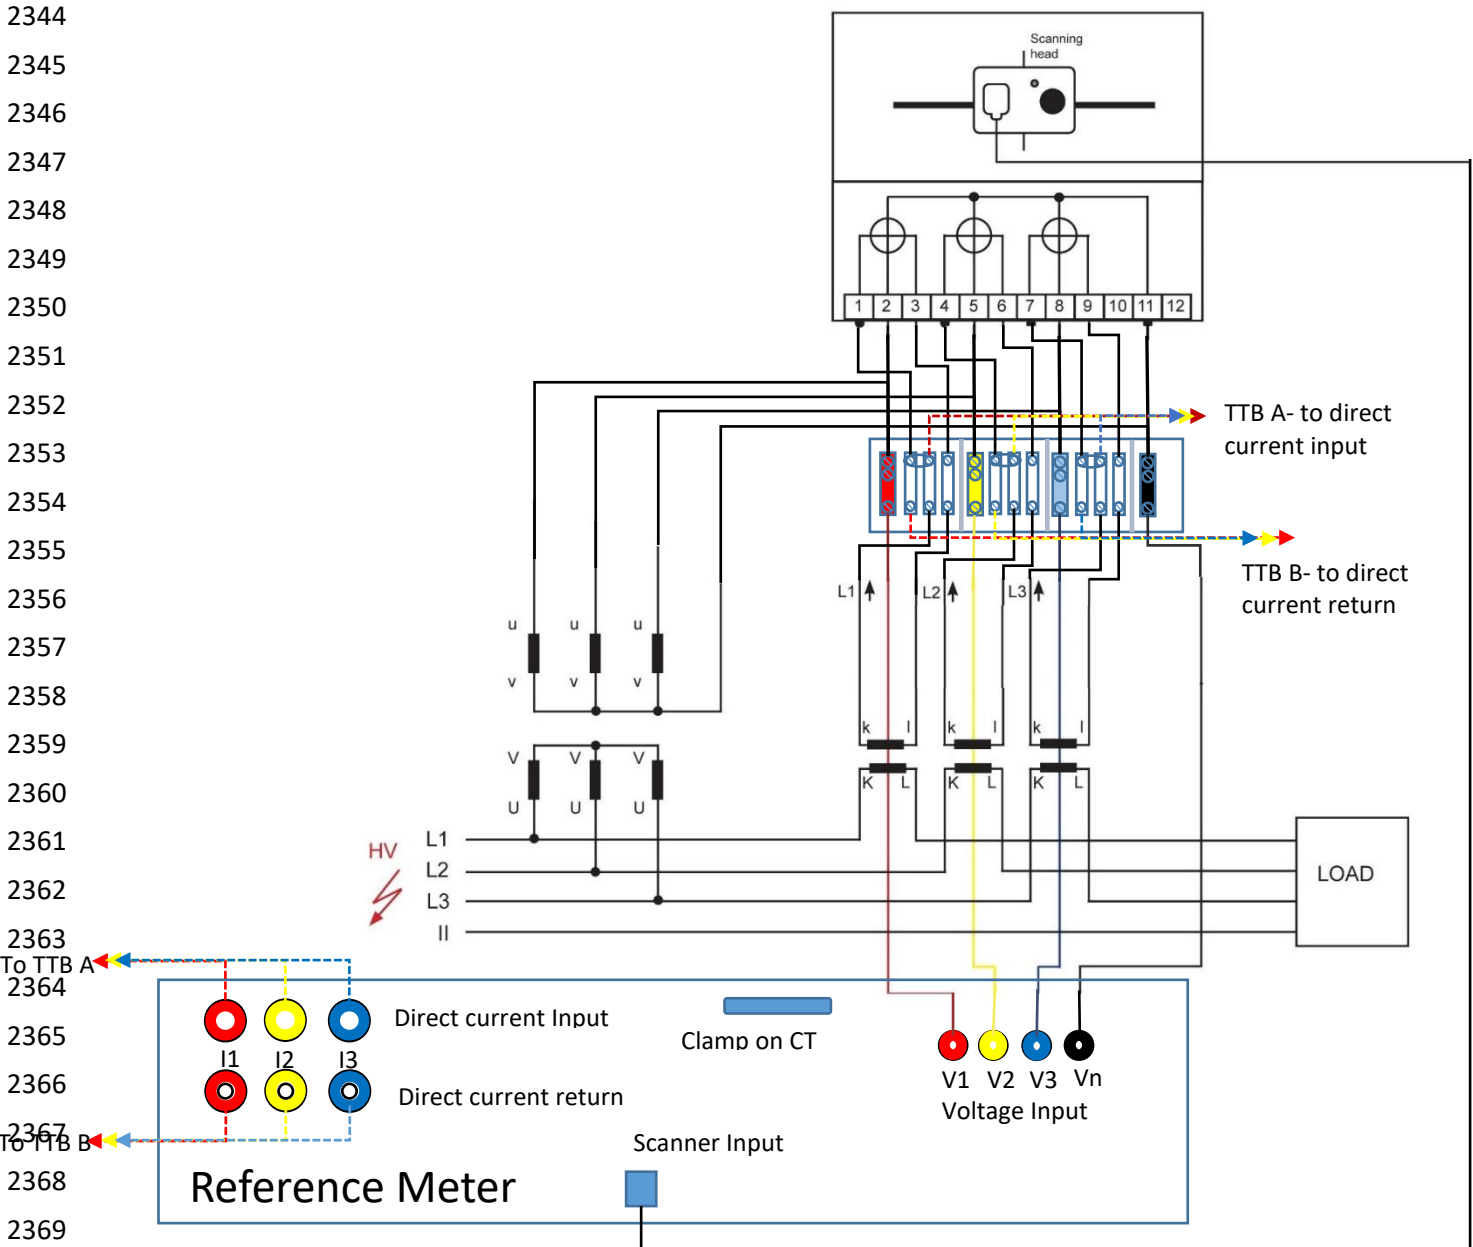 2344
Scanning
head
2345
2346
2347
2348
2349
2350
1 2 3 4 5 6 7 8 9 10 11 12
2351
2352
TTB A- to direct
current input
2353
2354
2355
TTB B- to direct
current return
2356
L1 L2 L3
u u u
2357
v v v
2358
2359
k l k l k l
V V V
2360
K L K L K L
U U U
2361
L1
HV
L2
LOAD
2362
L3
2363
II
To TTB A
2364
Direct current Input
2365
Clamp on CT
I1 I2 I3
2366
V1 V2 V3 Vn
Direct current return
Voltage Input
2367
To TTB B
Scanner Input
2368
Reference Meter
2369